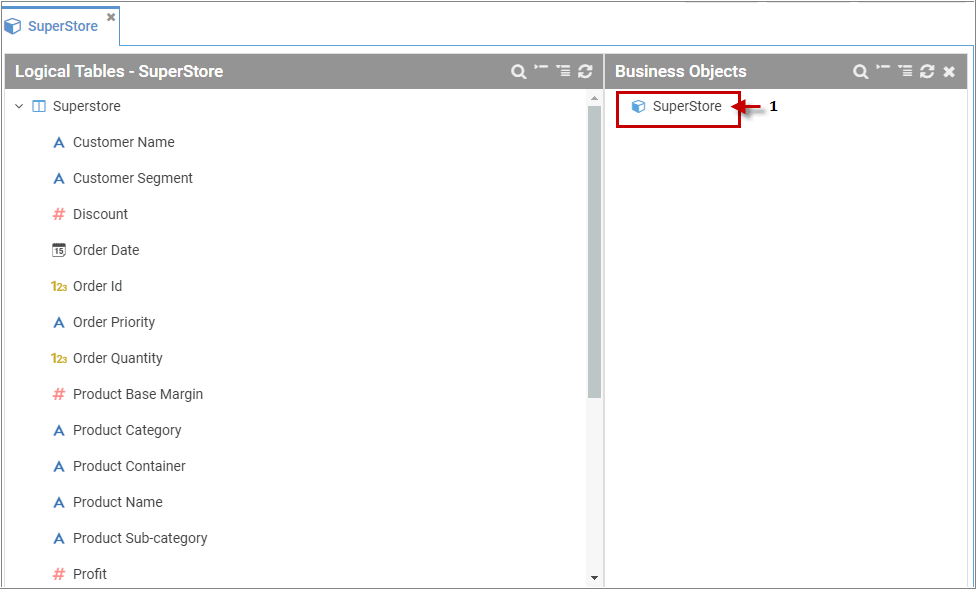 SuperStore
Logical Tables - SuperStore
Business Objects
Superstore
SuperStore
1
A Customer Name
A Customer Segment
# Discount
15 Order Date
123 Order Id
A Order Priority
123 Order Quantity
# Product Base Margin
A Product Category
A Product Container
A Product Name
A Product Sub-category
# Profit